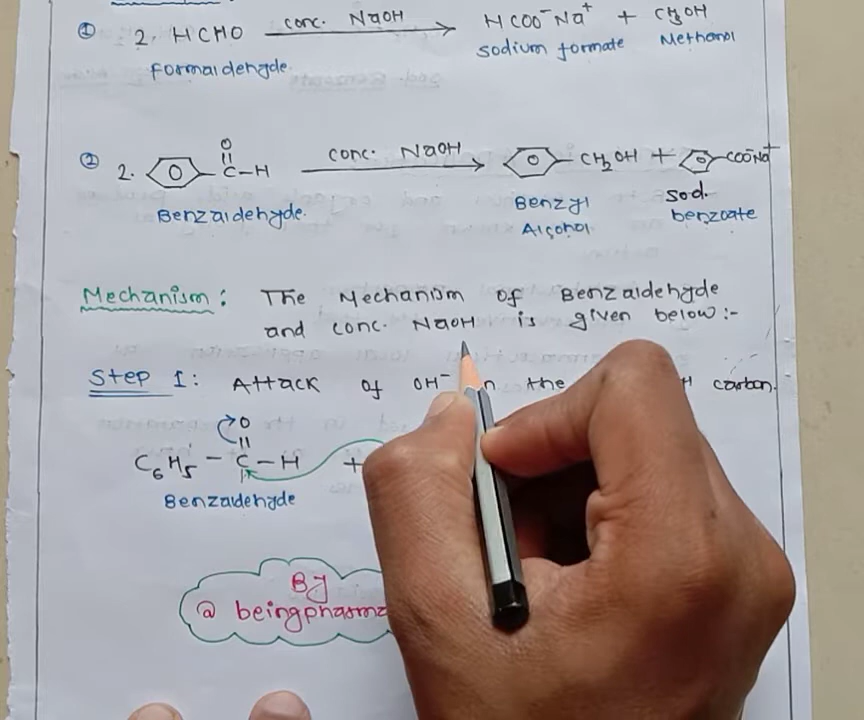 ① 2. HCHO conc. NaOH → HCOO⁻Na⁺ + CH3OH
Formaldehyde. sodium formate Methanol
② 2. O
C-H conc. NaOH → CH2OH + COO⁻Na⁺
Benzaldehyde. Benzyl Alcohol sod. benzoate
Mechanism: The Mechanism of Benzaldehyde
and conc. NaOH is given below:-
Step 1: Attack of OH⁻ the carbon.
O
C6H5 - C - H +
Benzaldehyde
By
@ beingpharma